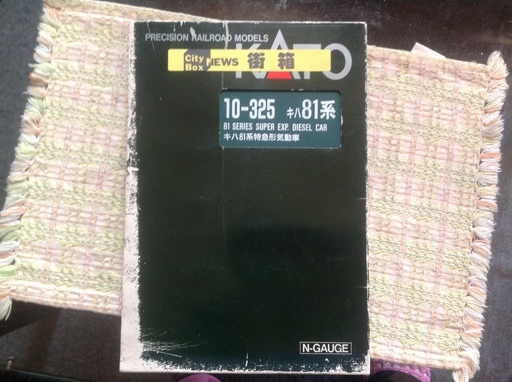 PRECISION RAILROAD MODELS
KATO
City Box NEWS 街箱
10-325 キハ81系
81 SERIES SUPER EXP. DIESEL CAR
キハ81系特急形気動車
N-GAUGE